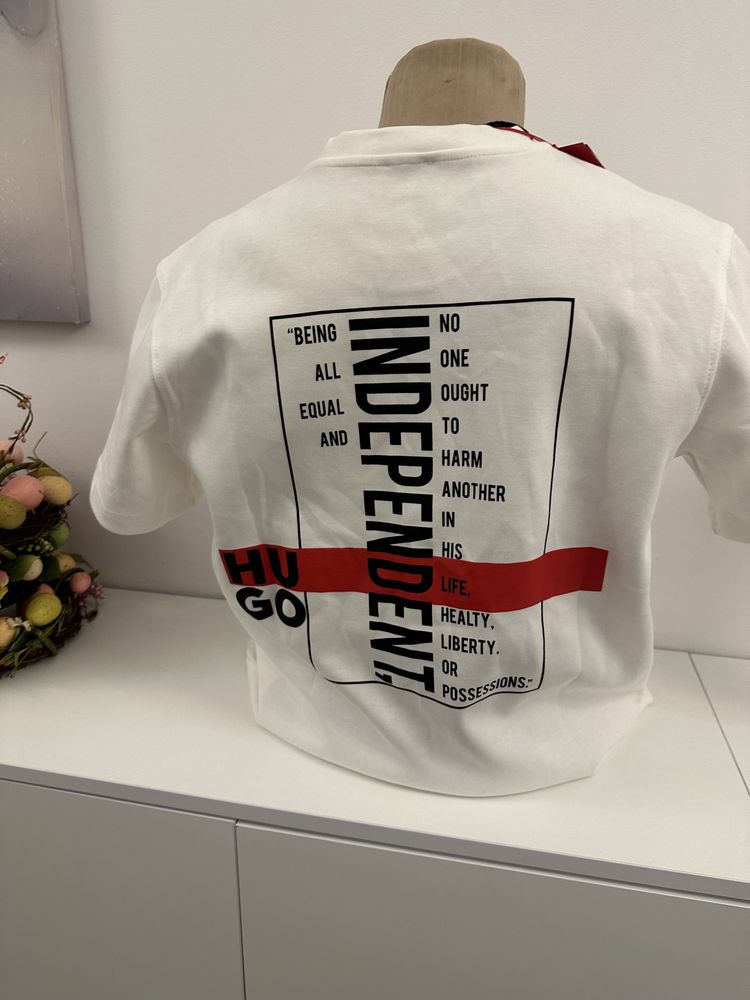 “BEING
ALL
EQUAL
AND
INDEPENDENT,
NO
ONE
OUGHT
TO
HARM
ANOTHER
IN
HIS
LIFE,
HEALTY,
LIBERTY.
OR
POSSESSIONS.”
HU
GO